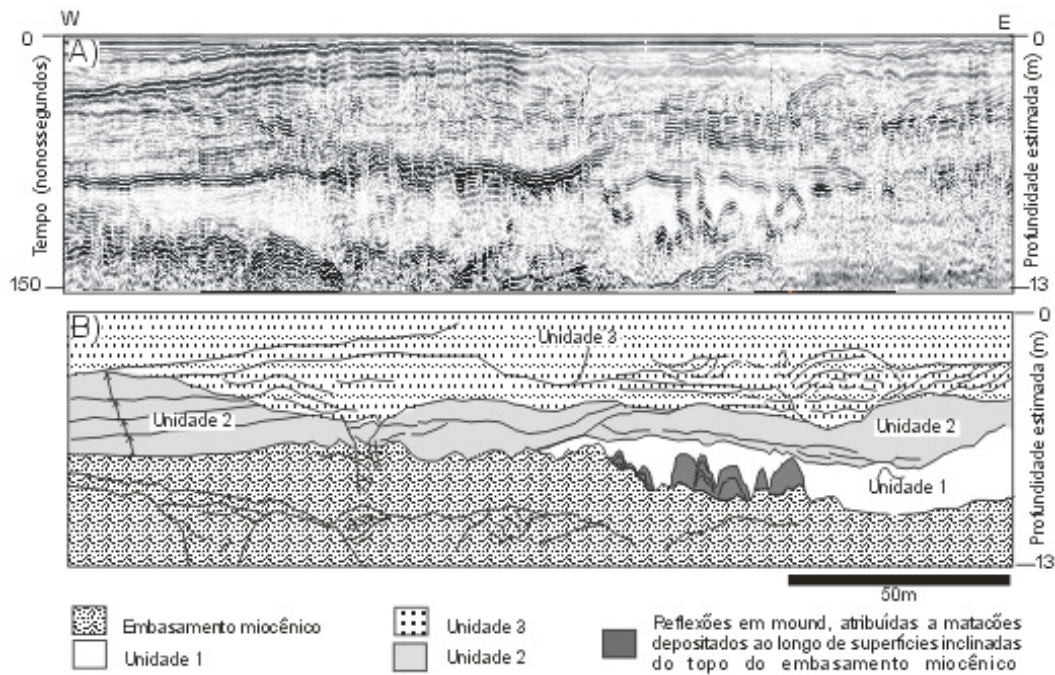 W
E
0
0
A)
Tempo (nonossegundos)
Profundidade estimada (m)
150
13
0
B)
Unidade 3
Unidade 2
Unidade 2
Unidade 1
Profundidade estimada (m)
13
50m
Embasamento miocênico
Unidade 1
Unidade 3
Unidade 2
Reflexões em mound, atribuídas a matacões
depositados ao longo de superfícies inclinadas
do topo do embasamento miocênico